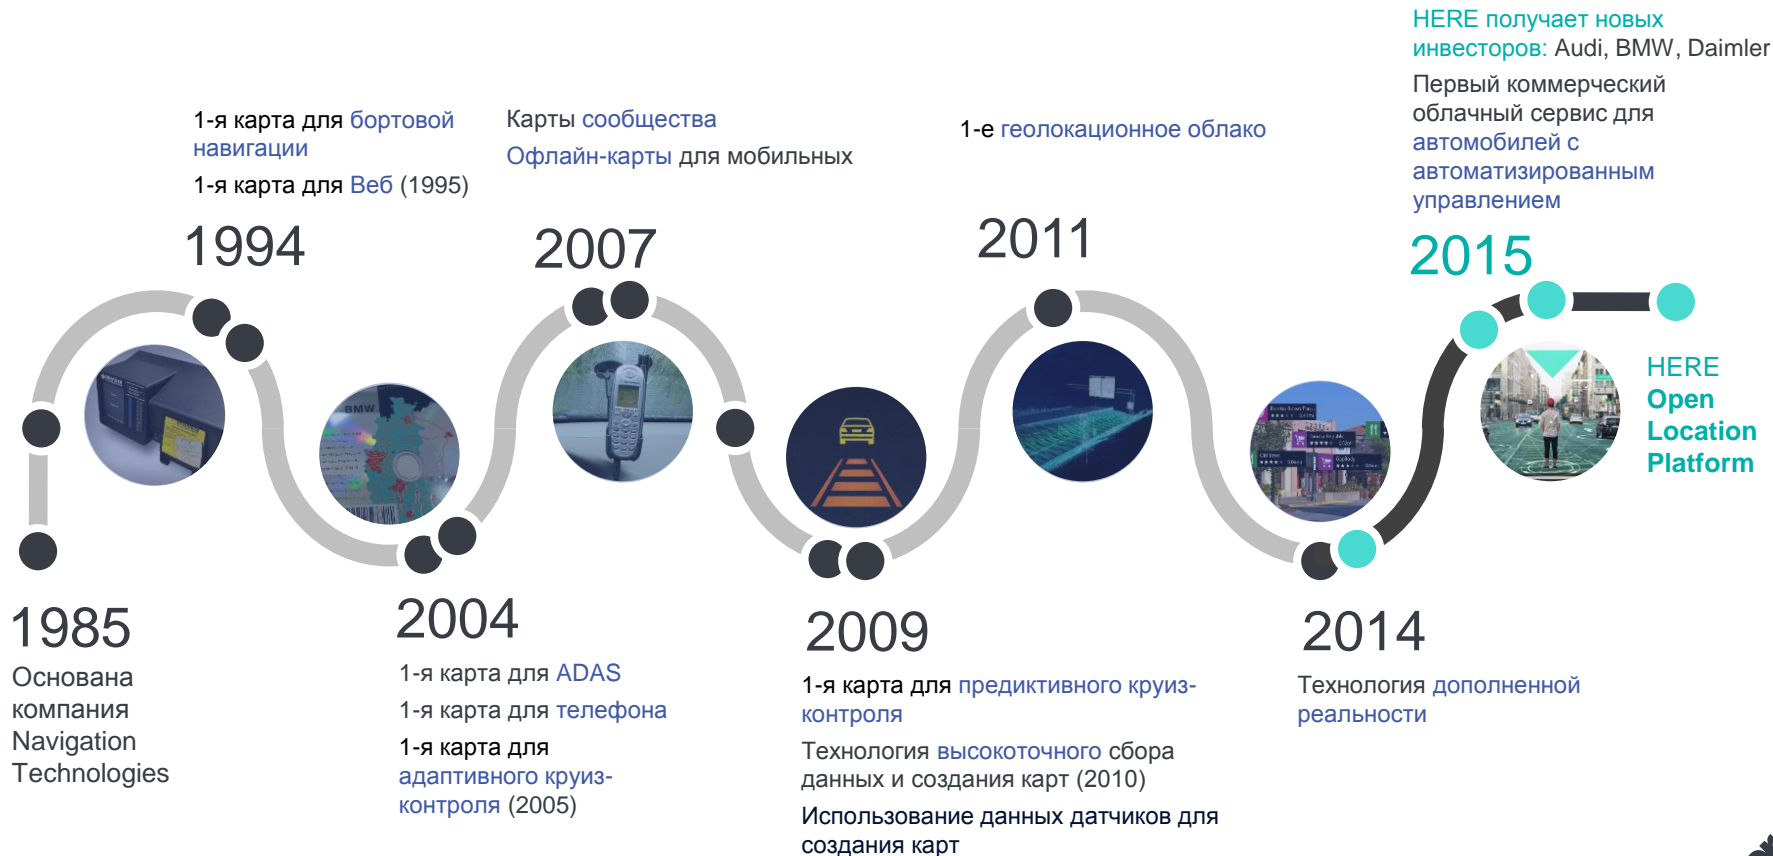 HERE получает новых
инвесторов: Audi, BMW, Daimler
Первый коммерческий
облачный сервис для
автомобилей с
автоматизированным
управлением
1-я карта для бортовой
навигации
1-я карта для Веб (1995)
Карты сообщества
Офлайн-карты для мобильных
1-е геолокационное облако
1994
2007
2011
2015
BMW
HERE
Open
Location
Platform
1985
Основана
компания
Navigation
Technologies
2004
1-я карта для ADAS
1-я карта для телефона
1-я карта для
адаптивного круиз-
контроля (2005)
2009
1-я карта для предиктивного круиз-
контроля
Технология высокоточного сбора
данных и создания карт (2010)
Использование данных датчиков для
создания карт
2014
Технология дополненной
реальности